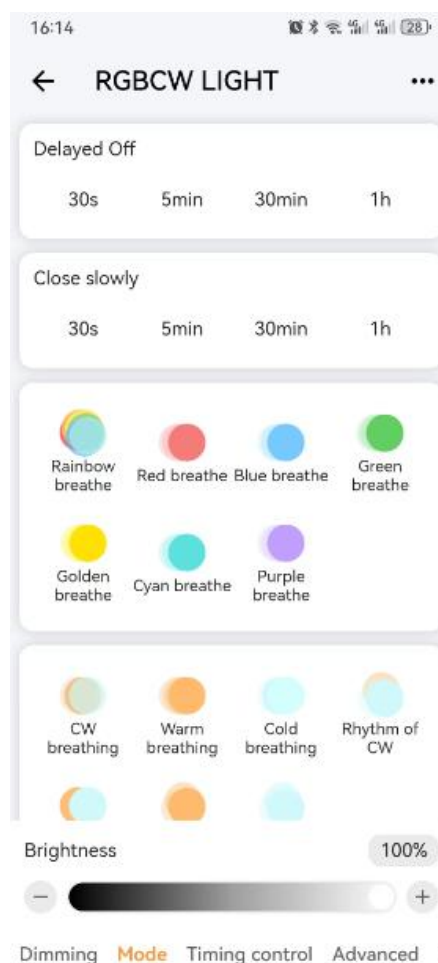 16:14 28
RGBCW LIGHT
Delayed Off
30s 5min 30min 1h
Close slowly
30s 5min 30min 1h
Rainbow breathe
Red breathe
Blue breathe
Green breathe
Golden breathe
Cyan breathe
Purple breathe
CW breathing
Warm breathing
Cold breathing
Rhythm of CW
Brightness 100%
Dimming Mode Timing control Advanced